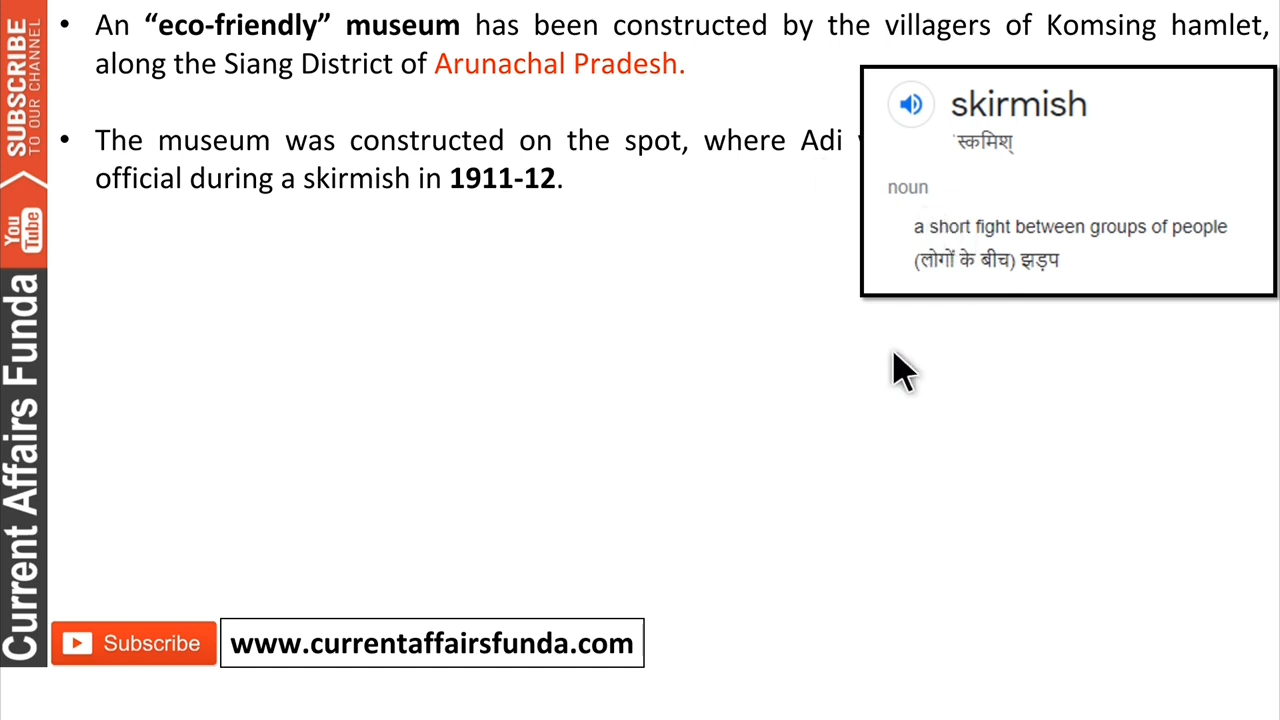 • An “eco-friendly” museum has been constructed by the villagers of Komsing hamlet,
along the Siang District of Arunachal Pradesh.
• The museum was constructed on the spot, where Adi
official during a skirmish in 1911-12.
skirmish
ˈस्कमिश्
noun
a short fight between groups of people
(लोगों के बीच) झड़प
SUBSCRIBE
TO OUR CHANNEL
You
Tube
Current Affairs Funda
Subscribe
www.currentaffairsfunda.com